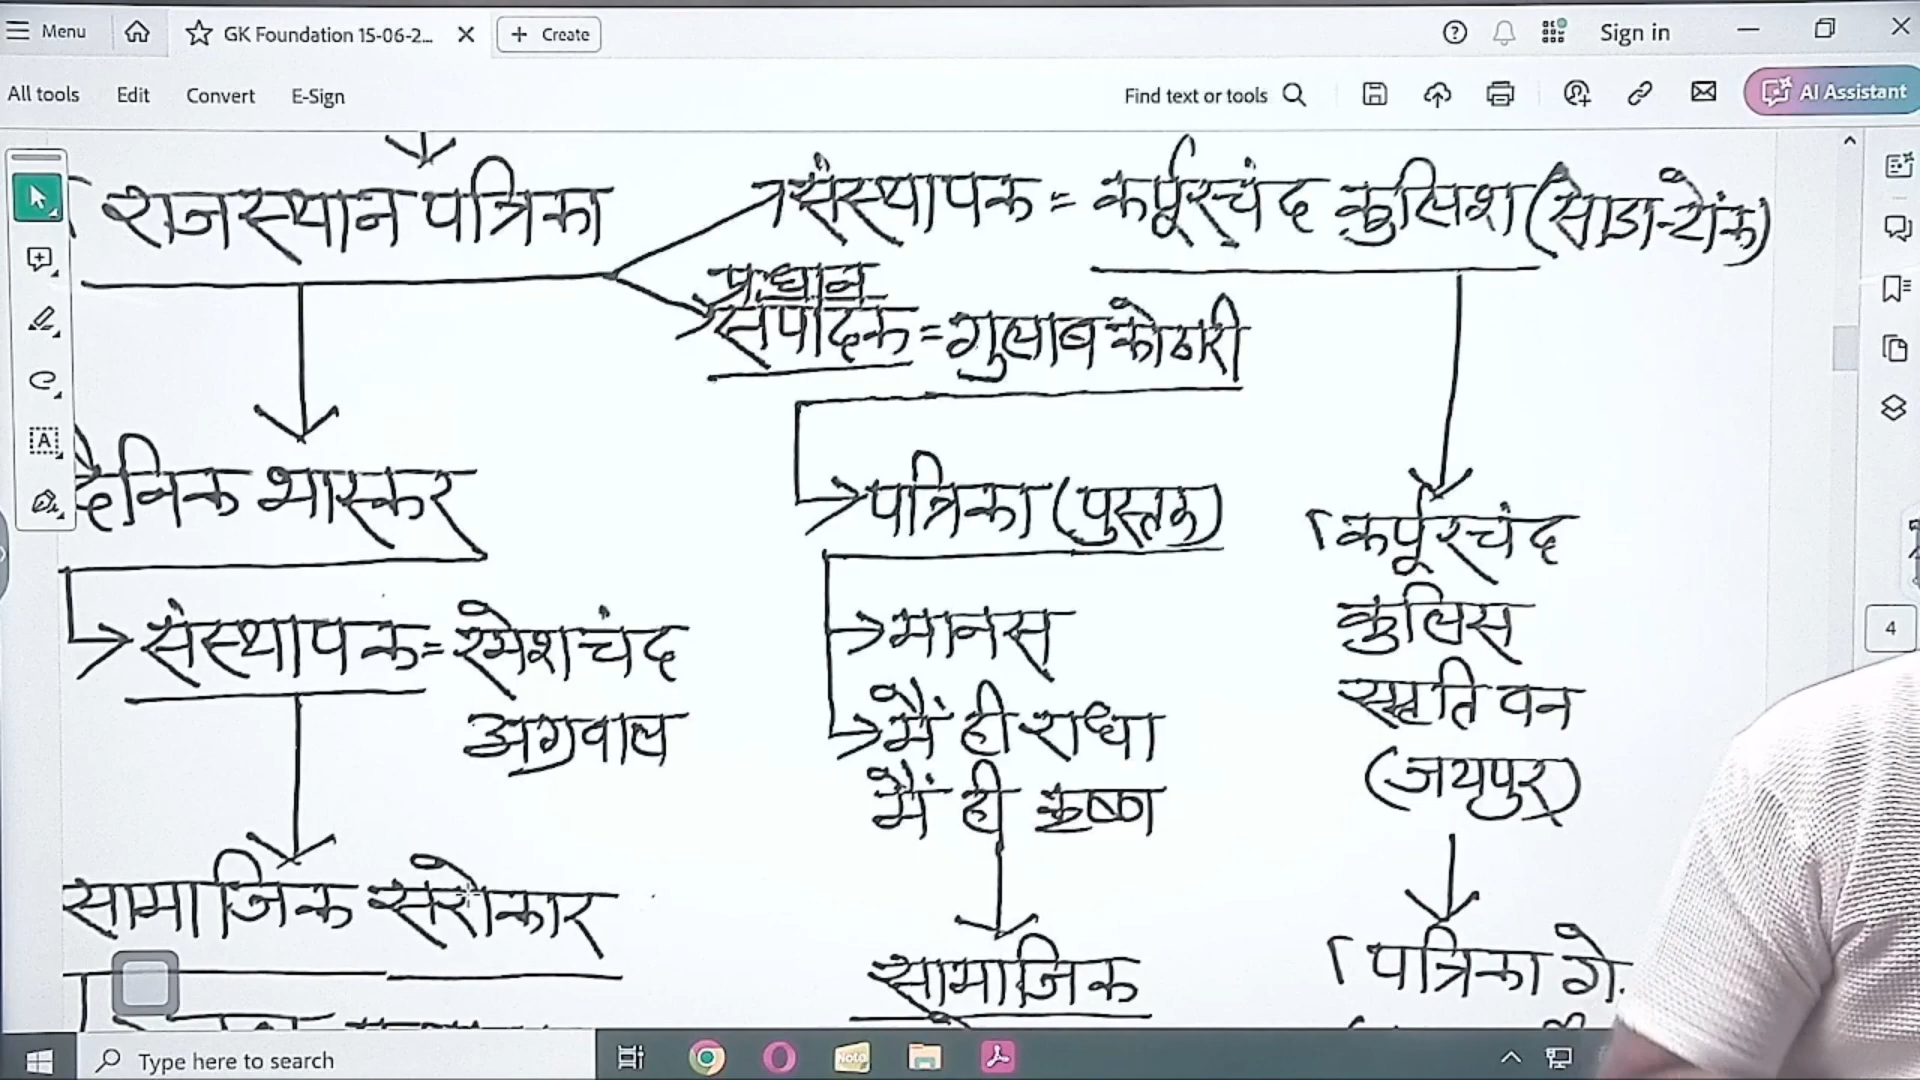 Menu
GK Foundation 15-06-2...
Create
Sign in
All tools
Edit
Convert
E-Sign
Find text or tools
AI Assistant
राजस्थान पत्रिका
संस्थापक = कर्पूरचंद कुलिश (सोडा-टोंक)
प्रधान
संपादक = गुलाब कोठारी
दैनिक भास्कर
पत्रिका (पुस्तक)
कर्पूरचंद
कुलिस
स्मृति वन
(जयपुर)
संस्थापक = रमेशचंद
अग्रवाल
मानस
मैं ही राधा
मैं ही कृष्ण
सामाजिक सरोकार
सामाजिक
पत्रिका गे
4
Type here to search